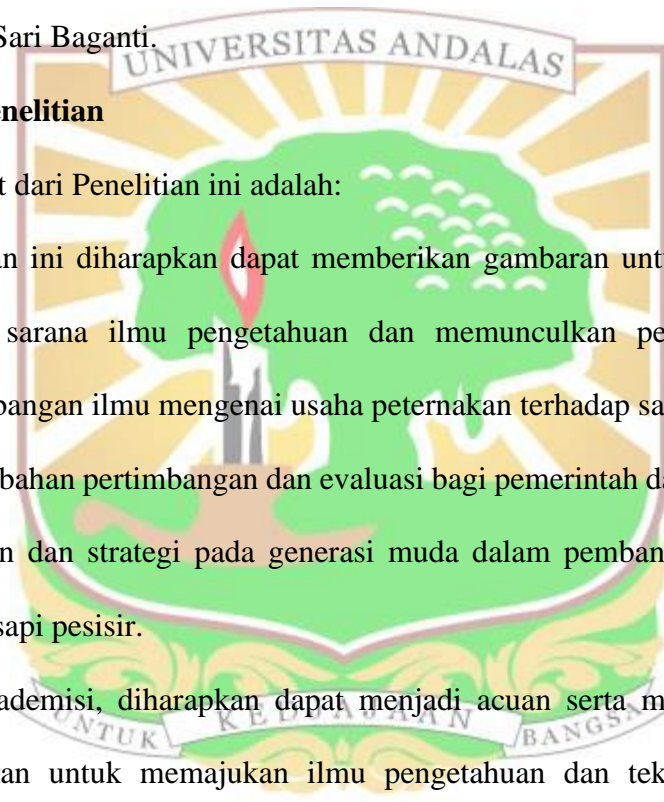 Sari Baganti.
UNIVERSITAS ANDALAS
enelitian
t dari Penelitian ini adalah:
an ini diharapkan dapat memberikan gambaran unt
sarana ilmu pengetahuan dan memunculkan pe
bangan ilmu mengenai usaha peternakan terhadap sa
bahan pertimbangan dan evaluasi bagi pemerintah da
n dan strategi pada generasi muda dalam pemban
sapi pesisir.
ademisi, diharapkan dapat menjadi acuan serta m
UNTUK KEDJAJAAN BANGSA
an untuk memajukan ilmu pengetahuan dan tek